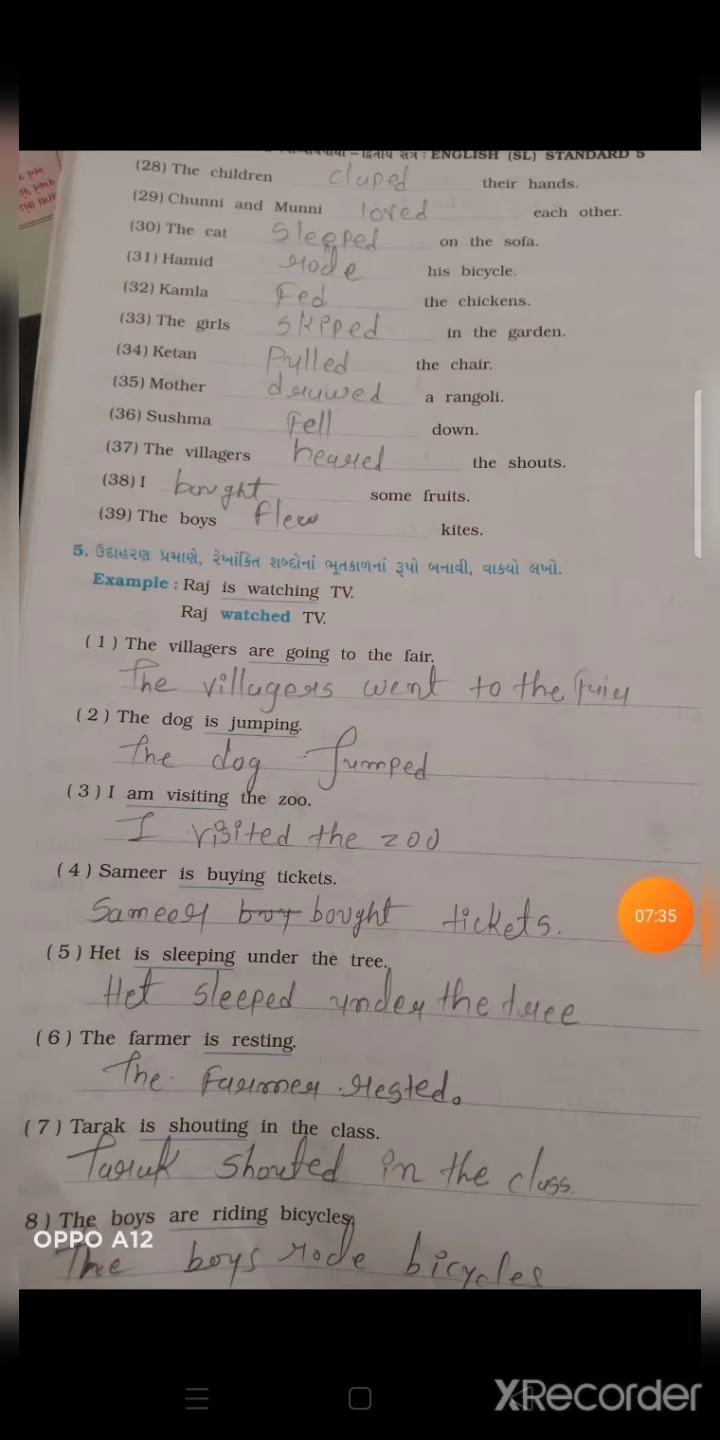 – દ્વિતીય સત્ર : ENGLISH (SL) STANDARD 5
(28) The children cluped their hands.
(29) Chunni and Munni loved each other.
(30) The cat sleeped on the sofa.
(31) Hamid rode his bicycle.
(32) Kamla Fed the chickens.
(33) The girls skipped in the garden.
(34) Ketan Pulled the chair.
(35) Mother druwed a rangoli.
(36) Sushma Fell down.
(37) The villagers heared the shouts.
(38) I bought some fruits.
(39) The boys flew kites.
5. ઉદાહરણ પ્રમાણે, રેખાંકિત શબ્દોનાં ભૂતકાળનાં રૂપો બનાવી, વાક્યો લખો.
Example : Raj is watching TV.
Raj watched TV.
( 1 ) The villagers are going to the fair.
The villagers went to the fair
( 2 ) The dog is jumping.
The dog Jumped
( 3 ) I am visiting the zoo.
I visited the zoo
( 4 ) Sameer is buying tickets.
Sameer boy bought tickets.
( 5 ) Het is sleeping under the tree.
Het sleeped under the tree
( 6 ) The farmer is resting.
The Farmer rested.
( 7 ) Tarak is shouting in the class.
Taruk shouted in the cluss.
8 ) The boys are riding bicycles.
The boys rode bicycles
OPPO A12
07:35
XRecorder